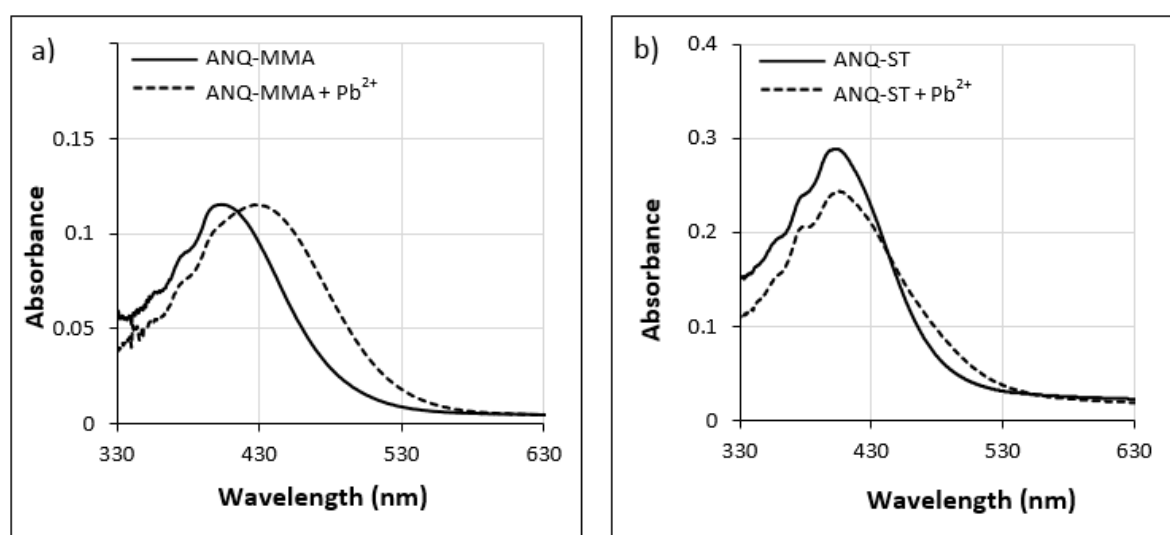 a)
ANQ-MMA
ANQ-MMA + Pb²⁺
0.15
0.1
0.05
0
330 430 530 630
Absorbance
Wavelength (nm)
b)
0.4
ANQ-ST
ANQ-ST + Pb²⁺
0.3
0.2
0.1
0
330 430 530 630
Absorbance
Wavelength (nm)